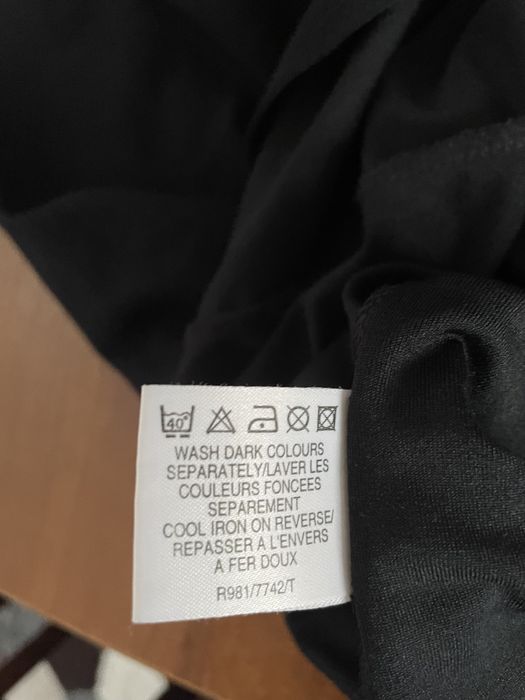 40°
WASH DARK COLOURS
SEPARATELY/LAVER LES
COULEURS FONCEES
SEPAREMENT
COOL IRON ON REVERSE/
REPASSER A L'ENVERS
A FER DOUX
R981/7742/T